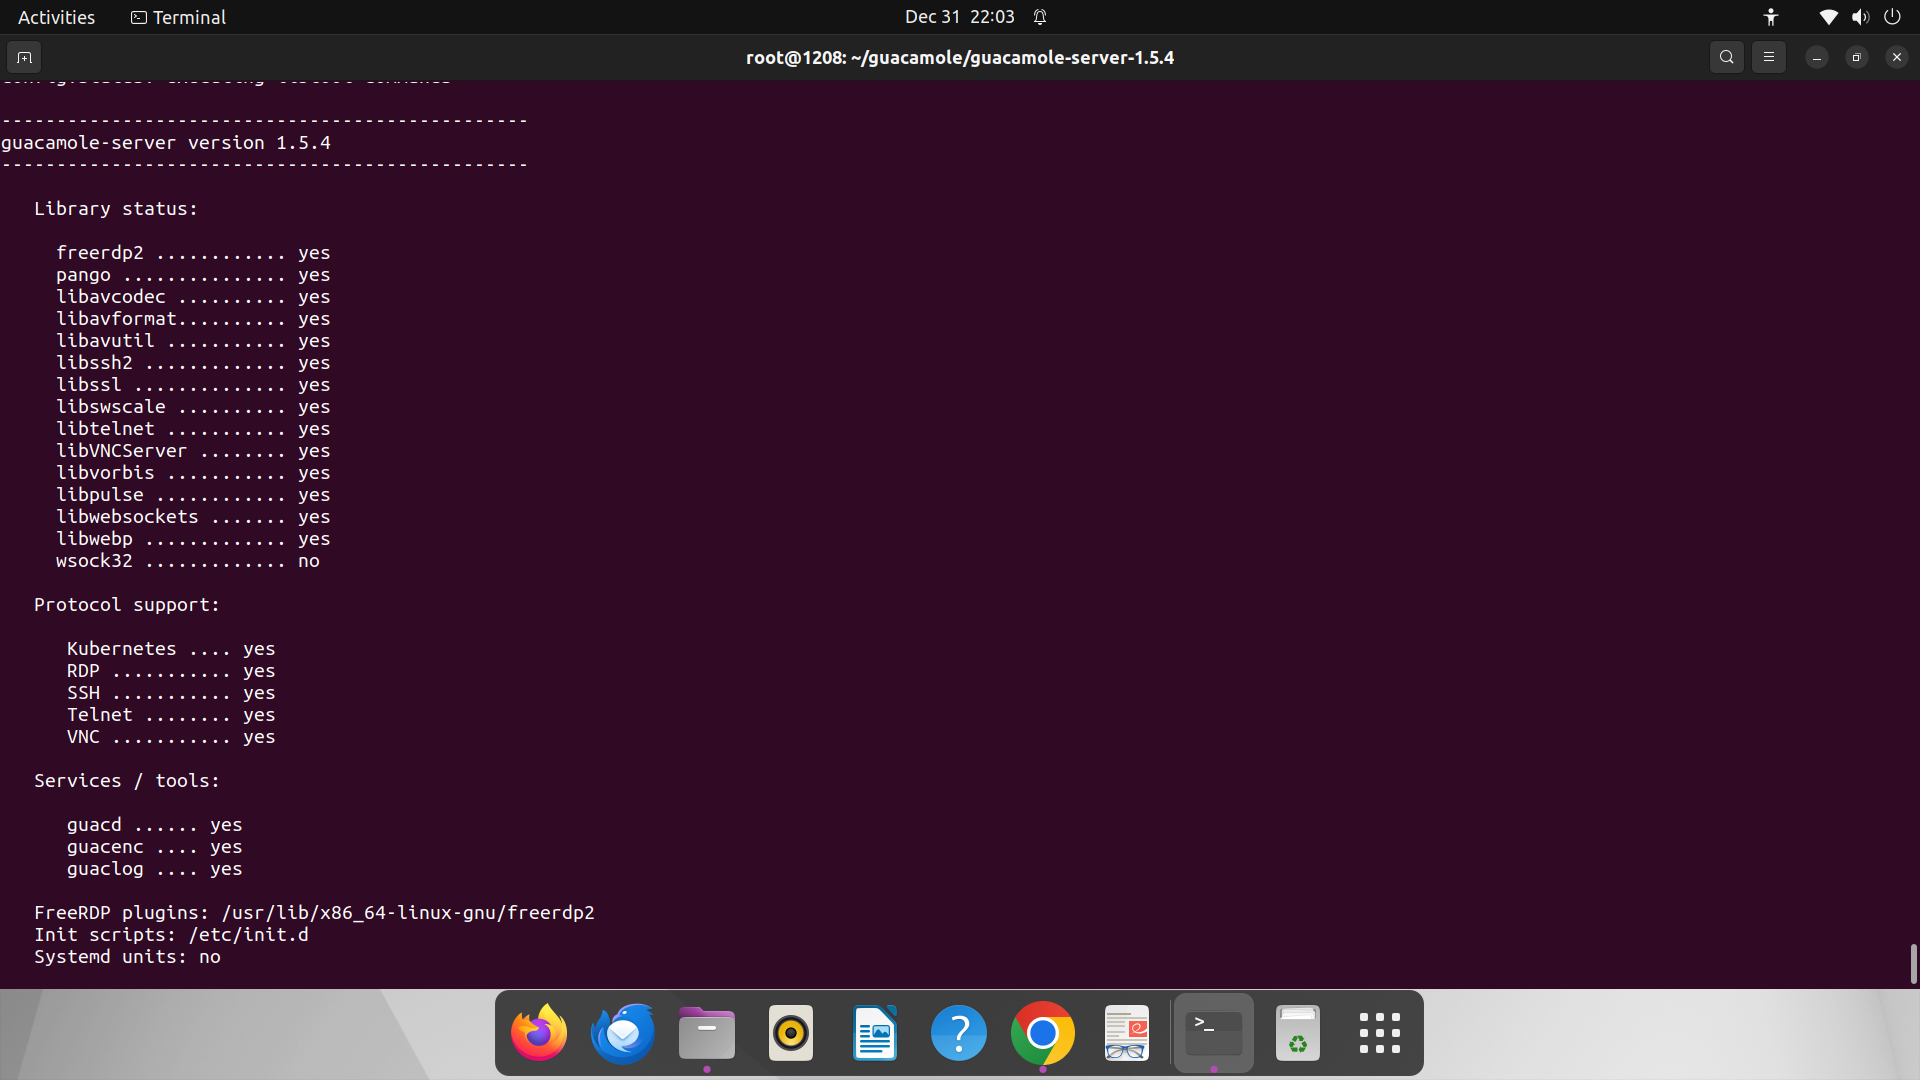 Activities
Terminal
Dec 31 22:03
root@1208: ~/guacamole/guacamole-server-1.5.4
------------------------------------------------
guacamole-server version 1.5.4
------------------------------------------------
Library status:
freerdp2 ............ yes
pango ............... yes
libavcodec .......... yes
libavformat.......... yes
libavutil ........... yes
libssh2 ............. yes
libssl .............. yes
libswscale .......... yes
libtelnet ........... yes
libVNCServer ........ yes
libvorbis ........... yes
libpulse ............ yes
libwebsockets ....... yes
libwebp ............. yes
wsock32 ............. no
Protocol support:
Kubernetes .... yes
RDP ........... yes
SSH ........... yes
Telnet ........ yes
VNC ........... yes
Services / tools:
guacd ...... yes
guacenc .... yes
guaclog .... yes
FreeRDP plugins: /usr/lib/x86_64-linux-gnu/freerdp2
Init scripts: /etc/init.d
Systemd units: no